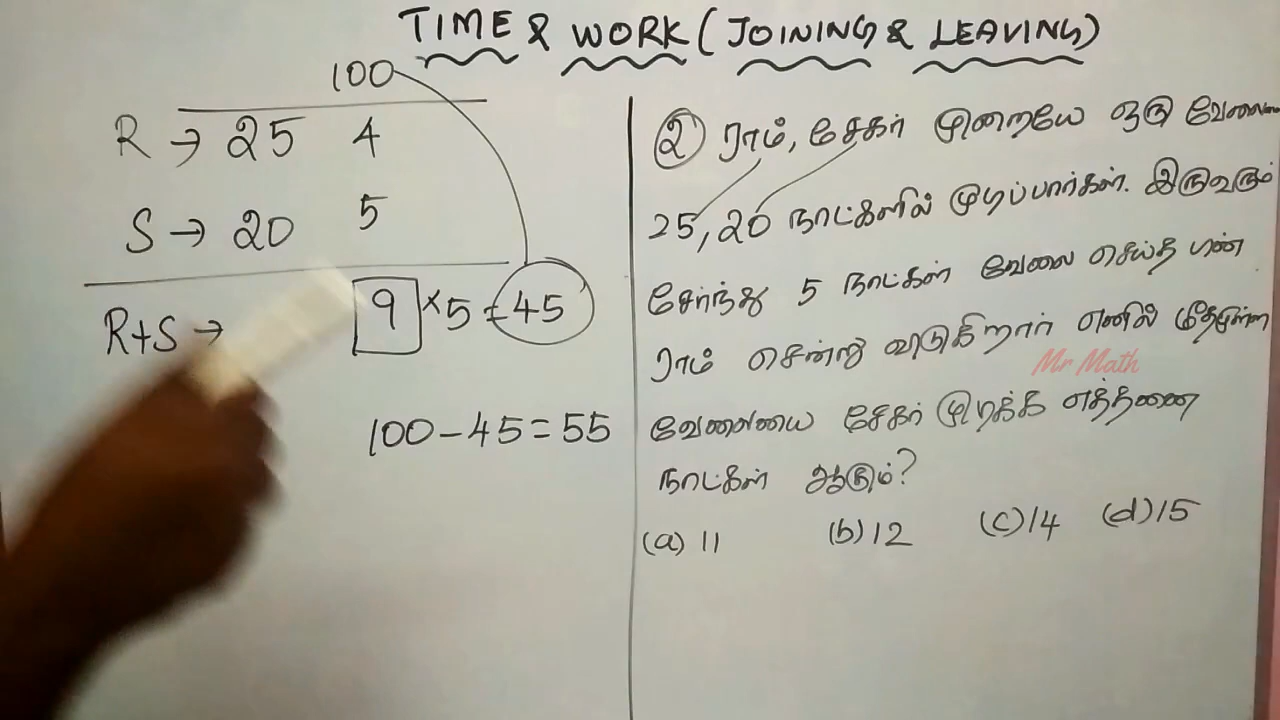 TIME & WORK (JOINING & LEAVING)
100
R → 25 4
S → 20 5
R+S → 9 × 5 = 45
100 - 45 = 55
② ராம், சேகர் முறையே ஒரு வேலை
25, 20 நாட்களில் முடிப்பார்கள். இருவரும்
சேர்ந்து 5 நாட்கள் வேலை செய்த பின்
ராம் சென்று விடுகிறார் எனில் மீதமுள்ள
வேலையை சேகர் முடிக்க எத்தனை
நாட்கள் ஆகும்?
(a) 11 (b) 12 (c) 14 (d) 15
Mr Math